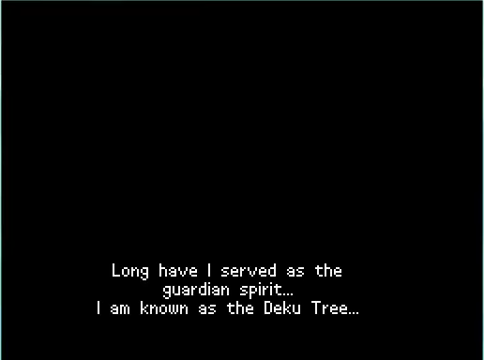 Long have I served as the
guardian spirit...
I am known as the Deku Tree...